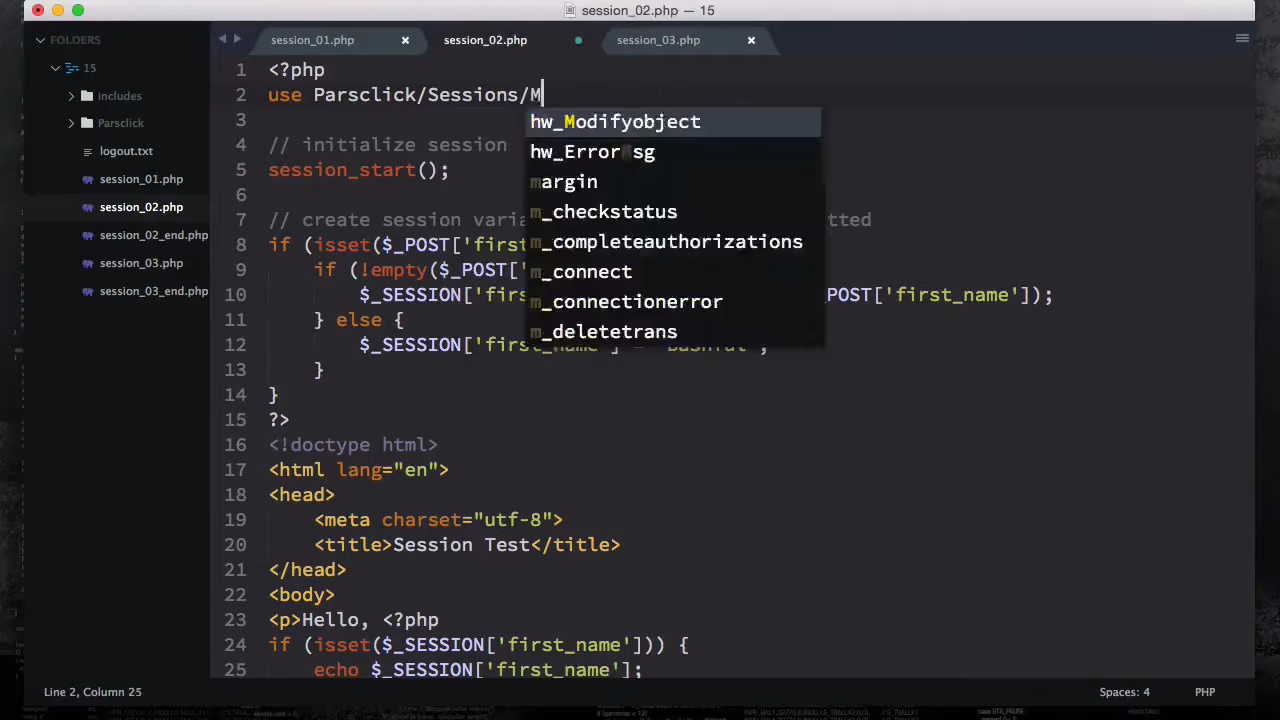 session_02.php — 15
FOLDERS
15
includes
Parsclick
logout.txt
session_01.php
session_02.php
session_02_end.php
session_03.php
session_03_end.php
session_01.php
session_02.php
session_03.php
1 <?php
2 use Parsclick/Sessions/M
3
4 // initialize session
5 session_start();
6
7 // create session varia tted
8 if (isset($_POST['first
9 if (!empty($_POST['
10 $_SESSION['firs _POST['first_name']);
11 } else {
12 $_SESSION['first_name'] = 'Bashful';
13 }
14 }
15 ?>
16 <!doctype html>
17 <html lang="en">
18 <head>
19 <meta charset="utf-8">
20 <title>Session Test</title>
21 </head>
22 <body>
23 <p>Hello, <?php
24 if (isset($_SESSION['first_name'])) {
25 echo $_SESSION['first_name'];
hw_Modifyobject
hw_ErrorMsg
margin
m_checkstatus
m_completeauthorizations
m_connect
m_connectionerror
m_deletetrans
Line 2, Column 25
Spaces: 4
PHP